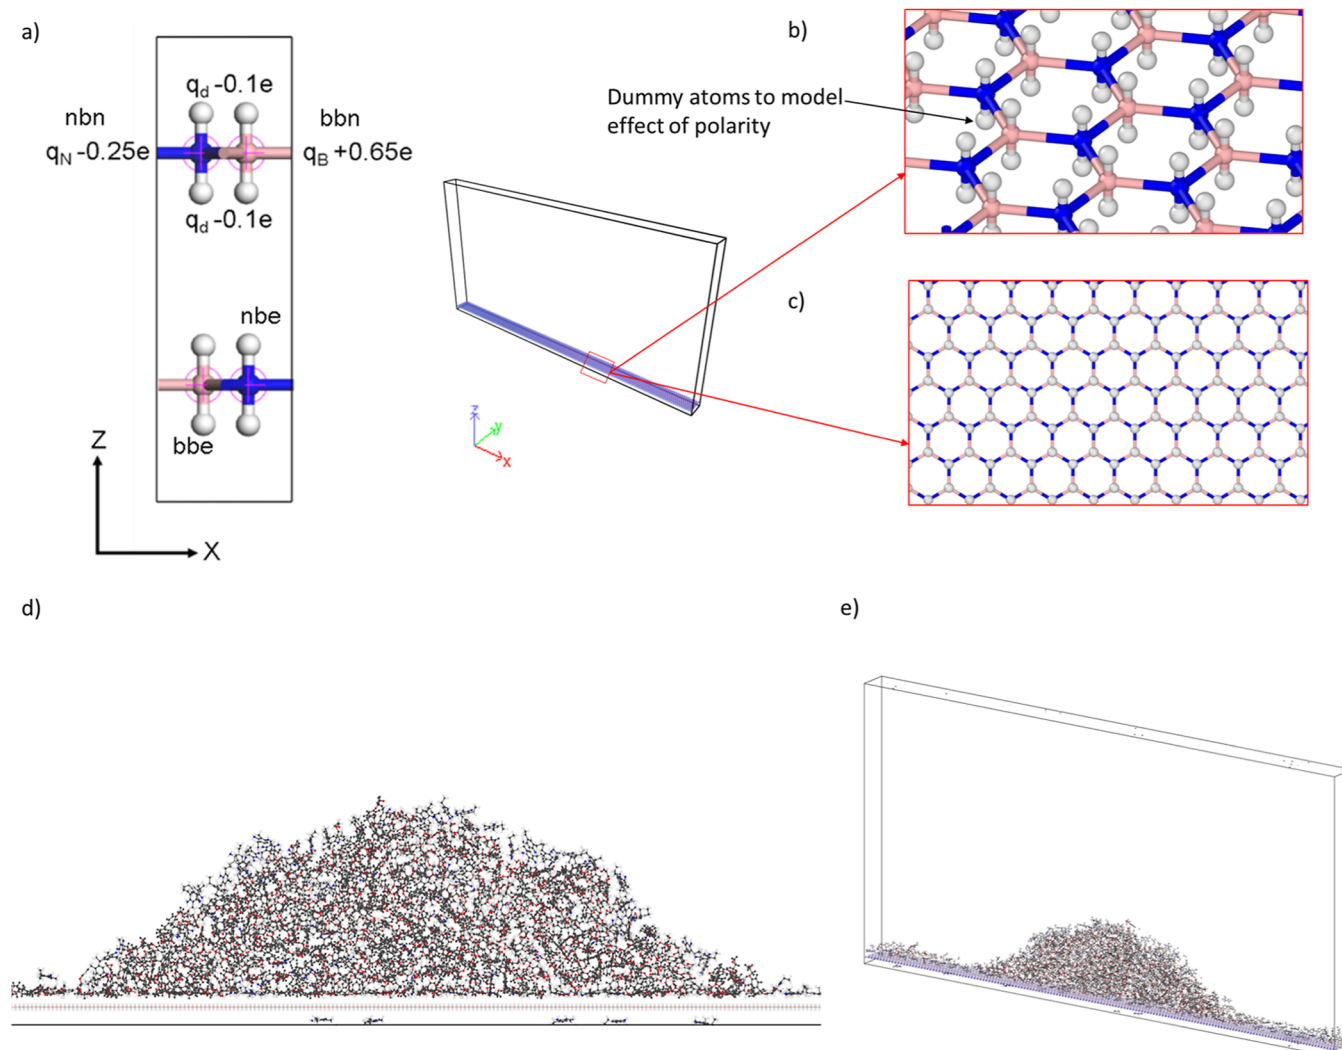 a)
q_d -0.1e
nbn
q_N -0.25e
bbn
q_B +0.65e
q_d -0.1e
nbe
bbe
Z
X
Dummy atoms to model
effect of polarity
z
y
x
b)
c)
d)
e)